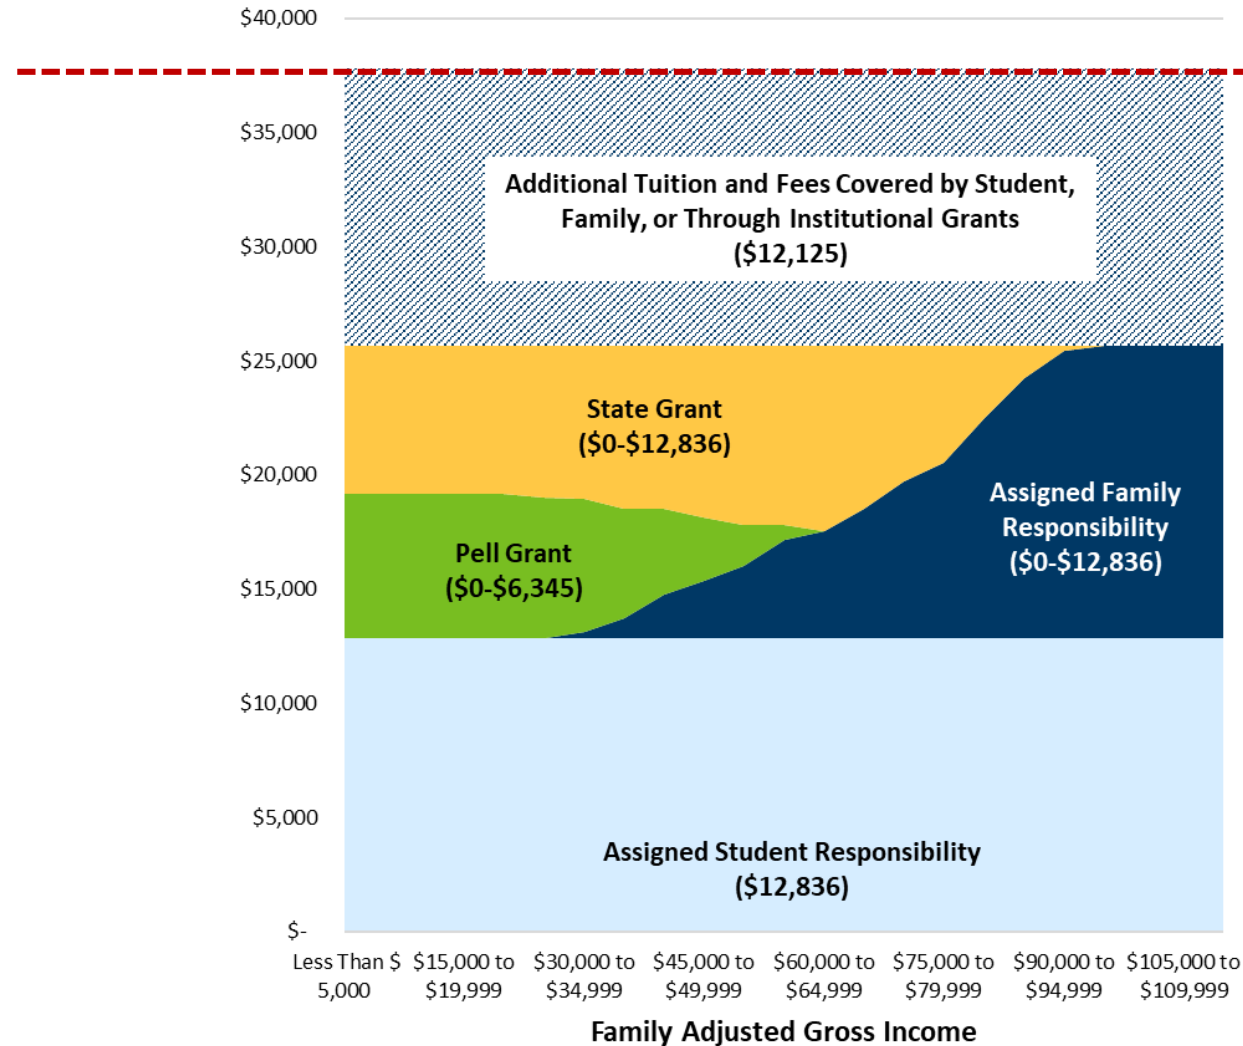 $40,000
$35,000
$30,000
$25,000
$20,000
$15,000
$10,000
$5,000
$-
Additional Tuition and Fees Covered by Student,
Family, or Through Institutional Grants
($12,125)
State Grant
($0-$12,836)
Pell Grant
($0-$6,345)
Assigned Family
Responsibility
($0-$12,836)
Assigned Student Responsibility
($12,836)
Less Than $
5,000
$15,000 to
$19,999
$30,000 to
$34,999
$45,000 to
$49,999
$60,000 to
$64,999
$75,000 to
$79,999
$90,000 to
$94,999
$105,000 to
$109,999
Family Adjusted Gross Income